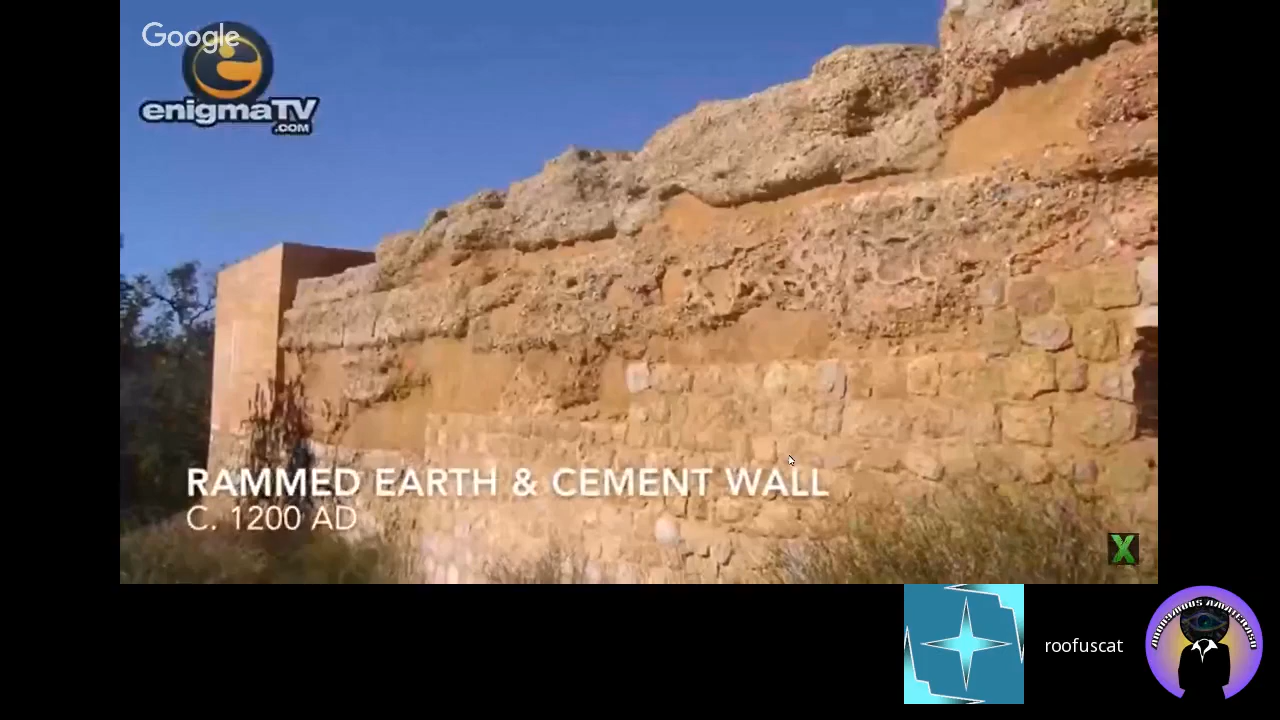 Google
enigmaTV
.COM
RAMMED EARTH & CEMENT WALL
C. 1200 AD
X
roofuscat